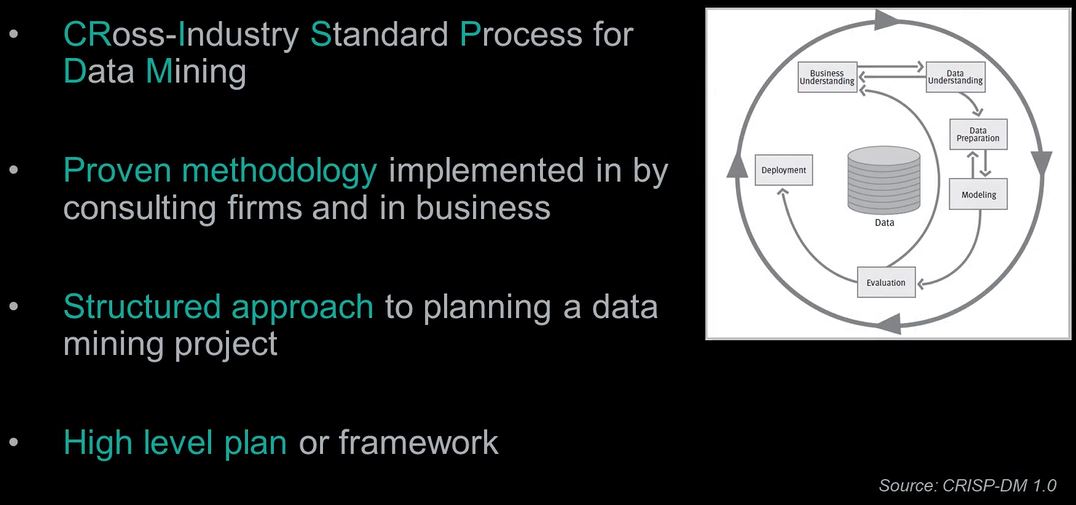 • CRoss-Industry Standard Process for
Data Mining
• Proven methodology implemented in by
consulting firms and in business
• Structured approach to planning a data
mining project
• High level plan or framework
Business
Understanding
Data
Understanding
Data
Preparation
Modeling
Deployment
Data
Evaluation
Source: CRISP-DM 1.0